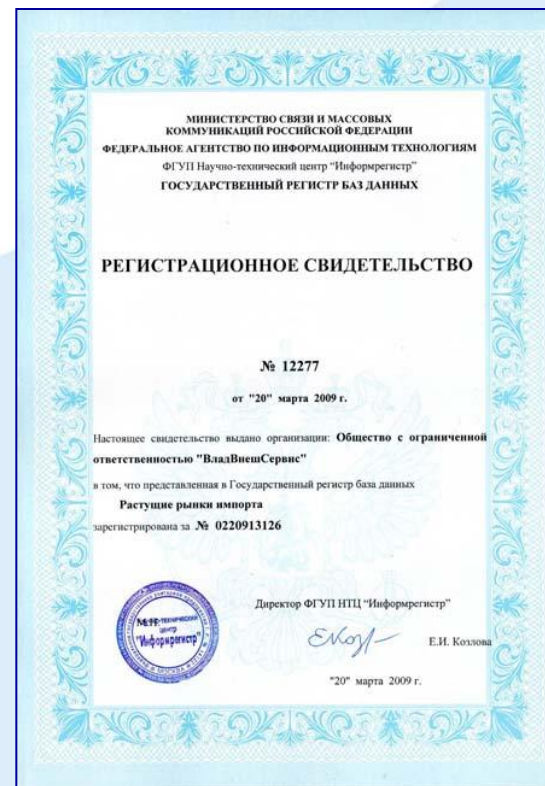 МИНИСТЕРСТВО СВЯЗИ И МАССОВЫХ
КОММУНИКАЦИЙ РОССИЙСКОЙ ФЕДЕРАЦИИ
ФЕДЕРАЛЬНОЕ АГЕНТСТВО ПО ИНФОРМАЦИОННЫМ ТЕХНОЛОГИЯМ
ФГУП Научно-технический центр "Информрегистр"
ГОСУДАРСТВЕННЫЙ РЕГИСТР БАЗ ДАННЫХ
РЕГИСТРАЦИОННОЕ СВИДЕТЕЛЬСТВО
№ 12277
от "20" марта 2009 г.
Настоящее свидетельство выдано организации: Общество с ограниченной
ответственностью "ВладВнешСервис"
в том, что представленная в Государственный регистр база данных
Растущие рынки импорта
зарегистрирована за № 0220913126
Директор ФГУП НТЦ "Информрегистр"
М.П.
центр
"Информрегистр"
Е.И. Козлова
"20" марта 2009 г.